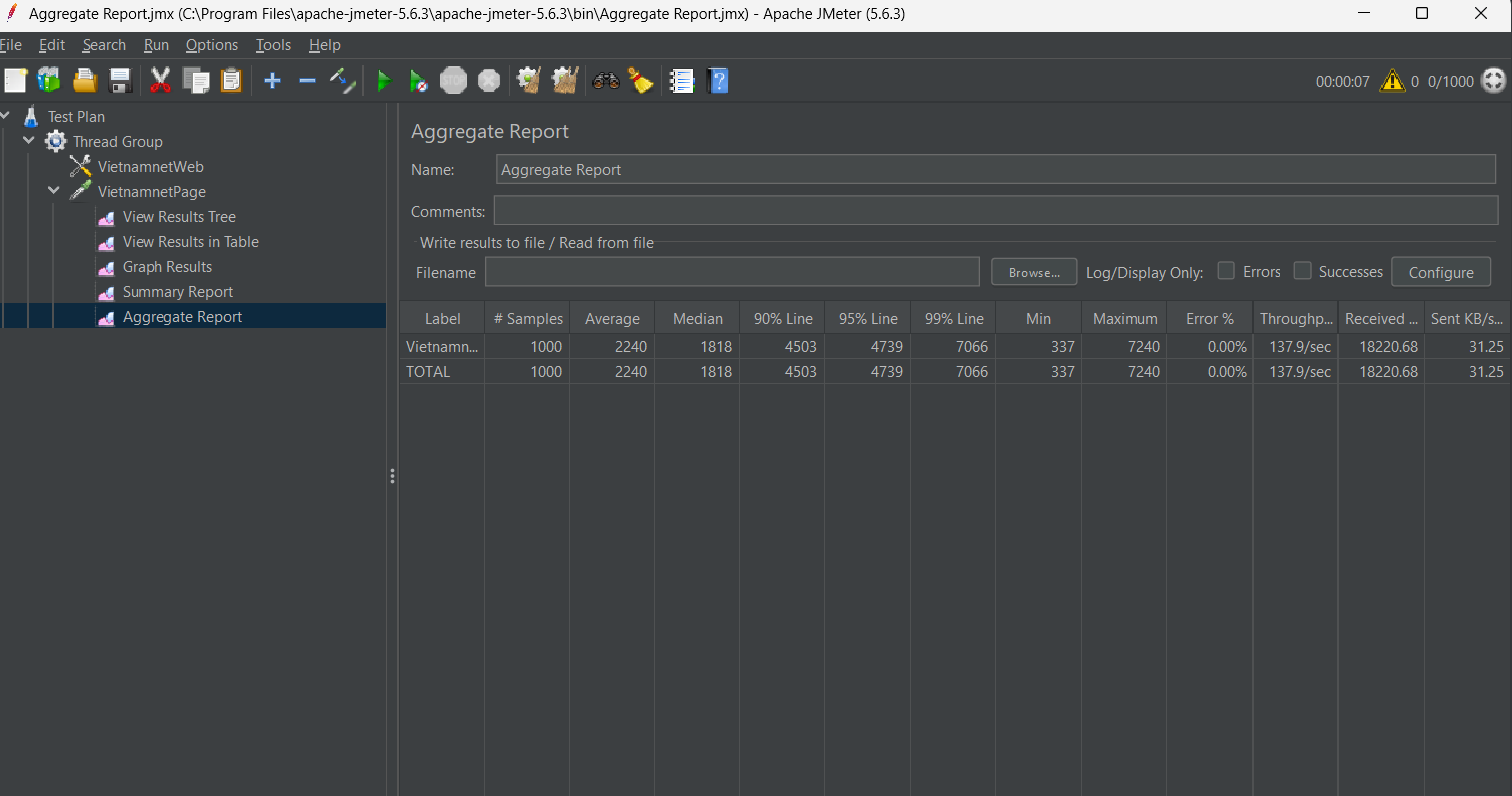 Aggregate Report.jmx (C:\Program Files\apache-jmeter-5.6.3\apache-jmeter-5.6.3\bin\Aggregate Report.jmx) - Apache JMeter (5.6.3)
File Edit Search Run Options Tools Help
STOP 00:00:07 0 0/1000
Test Plan
Thread Group
VietnamnetWeb
VietnamnetPage
View Results Tree
View Results in Table
Graph Results
Summary Report
Aggregate Report
Aggregate Report
Name: Aggregate Report
Comments:
Write results to file / Read from file
Filename Browse... Log/Display Only: Errors Successes Configure
Label # Samples Average Median 90% Line 95% Line 99% Line Min Maximum Error % Throughp... Received ... Sent KB/s...
Vietnamn... 1000 2240 1818 4503 4739 7066 337 7240 0.00% 137.9/sec 18220.68 31.25
TOTAL 1000 2240 1818 4503 4739 7066 337 7240 0.00% 137.9/sec 18220.68 31.25